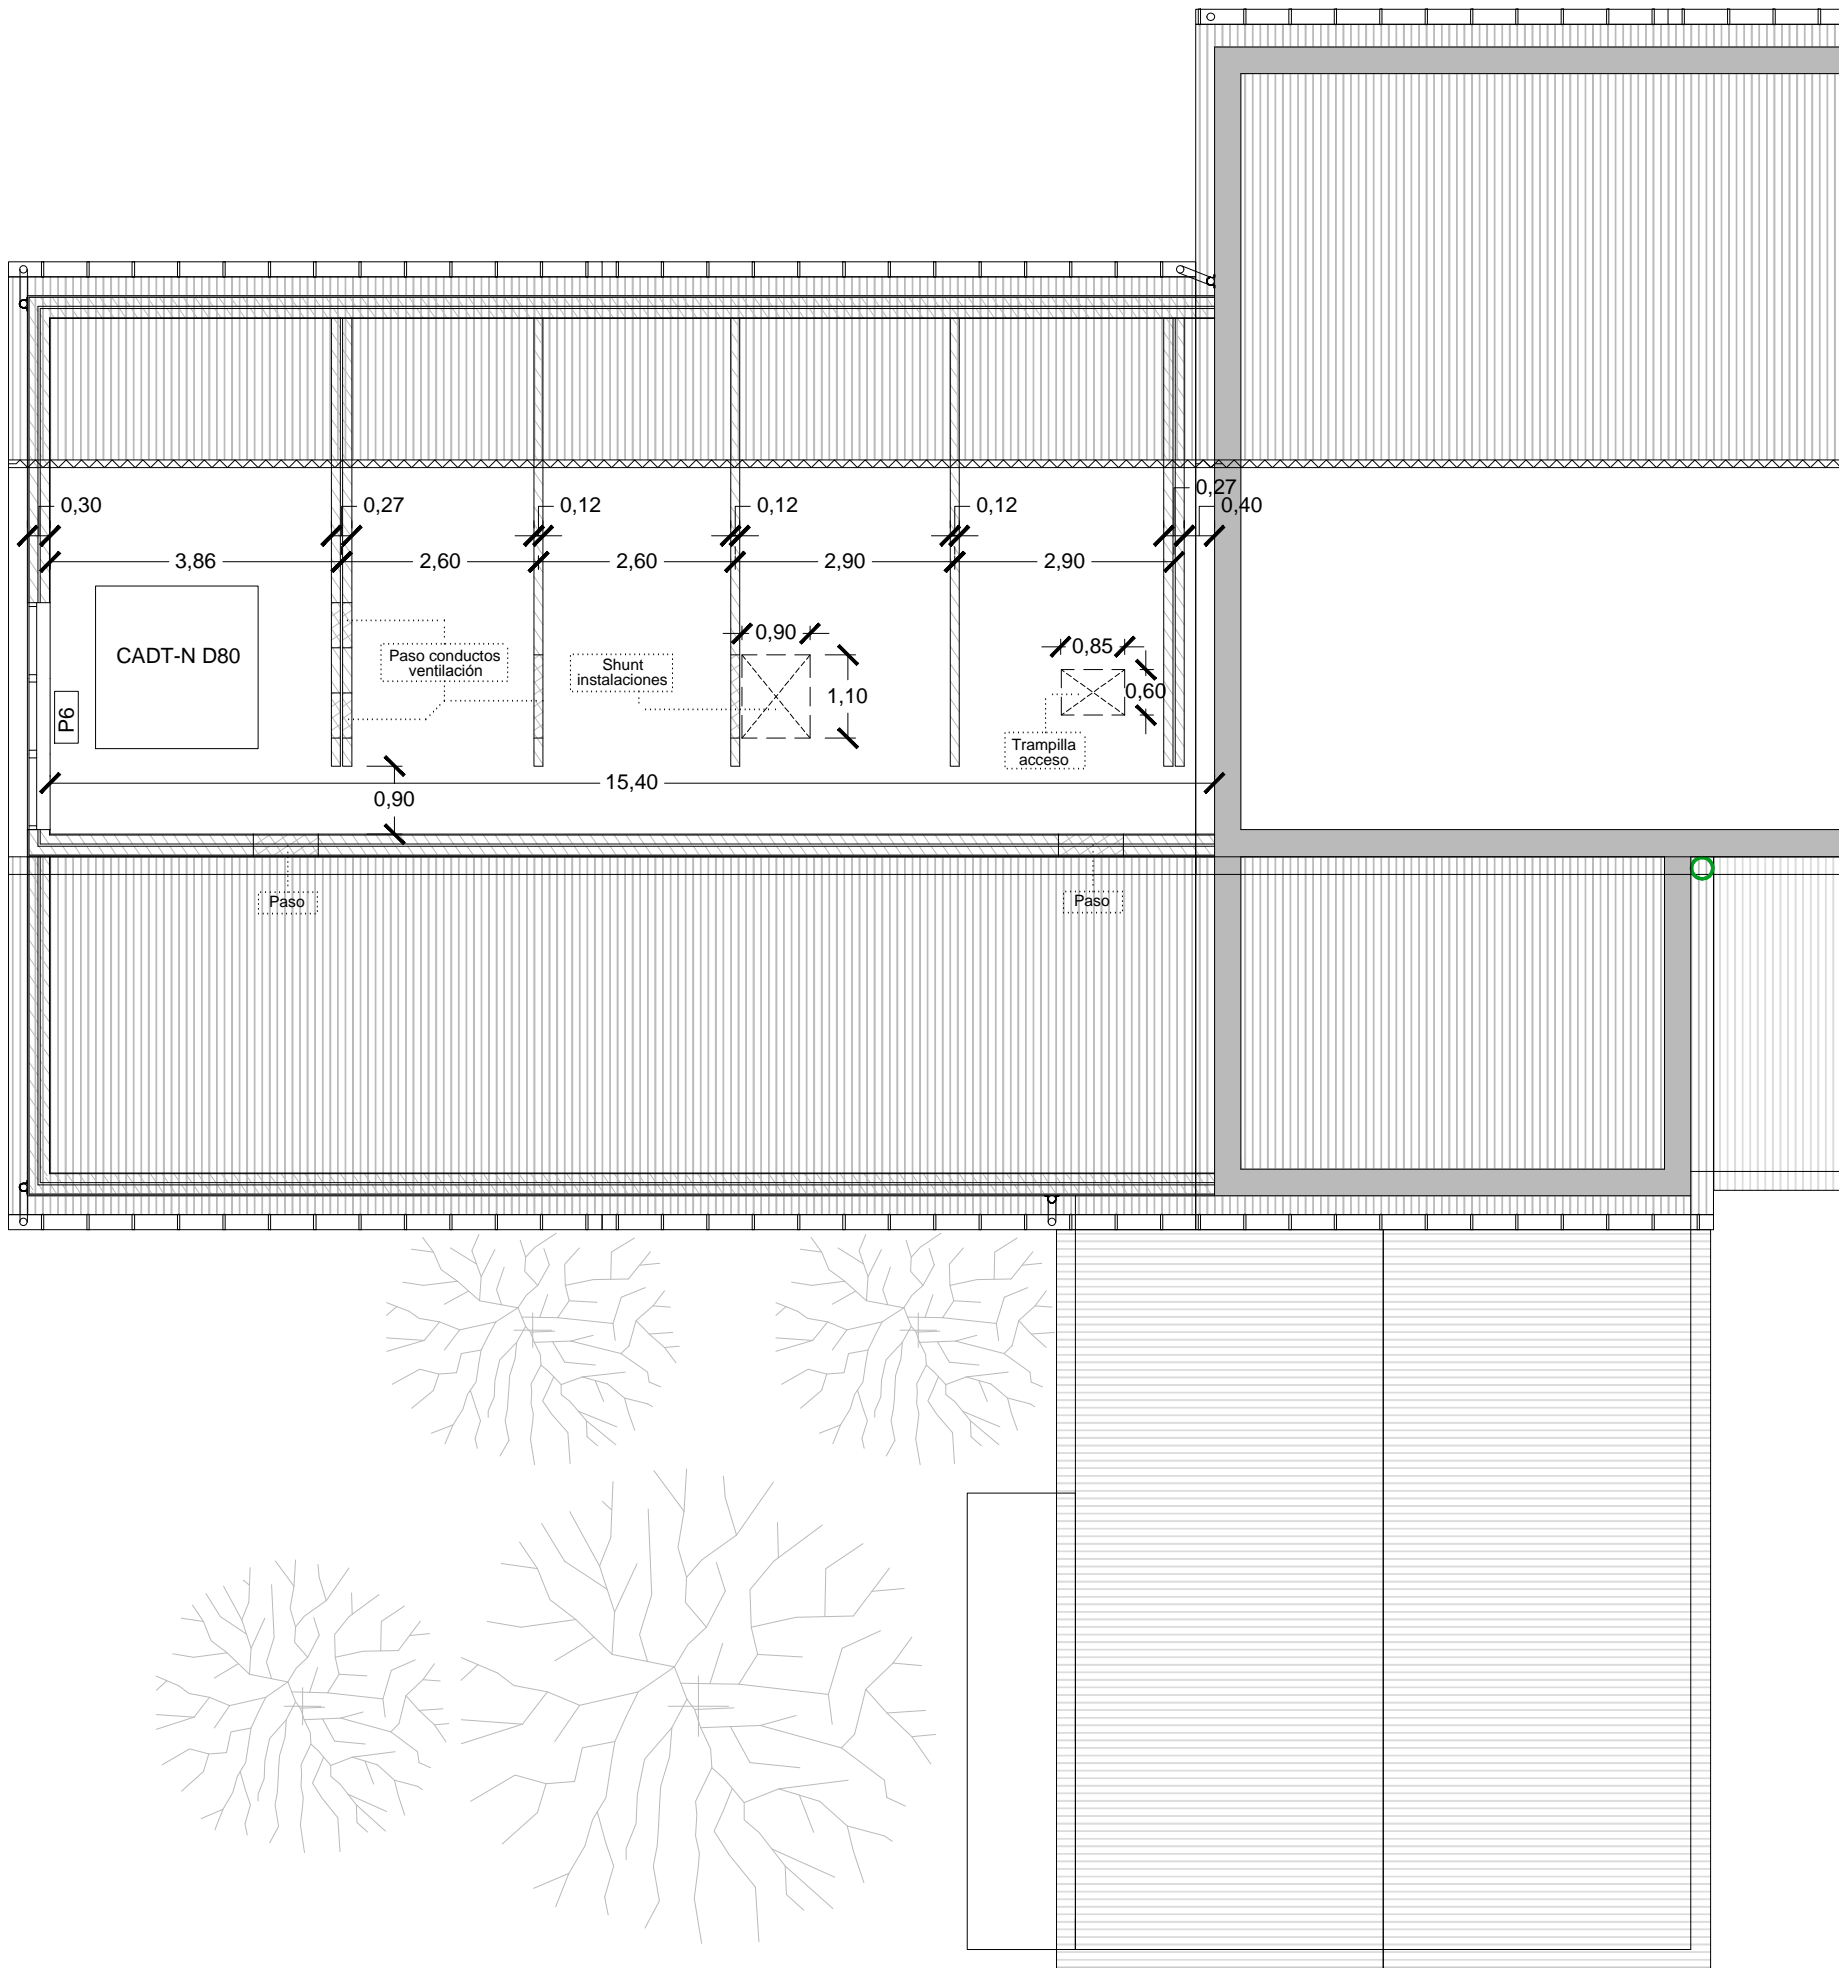 0,27
0,30
0,27
0,12
0,12
0,12
0,40
3,86
2,60
2,60
2,90
2,90
0,90
0,85
CADT-N D80
Paso conductos
ventilación
Shunt
instalaciones
1,10
0,60
P6
Trampilla
acceso
15,40
0,90
Paso
Paso